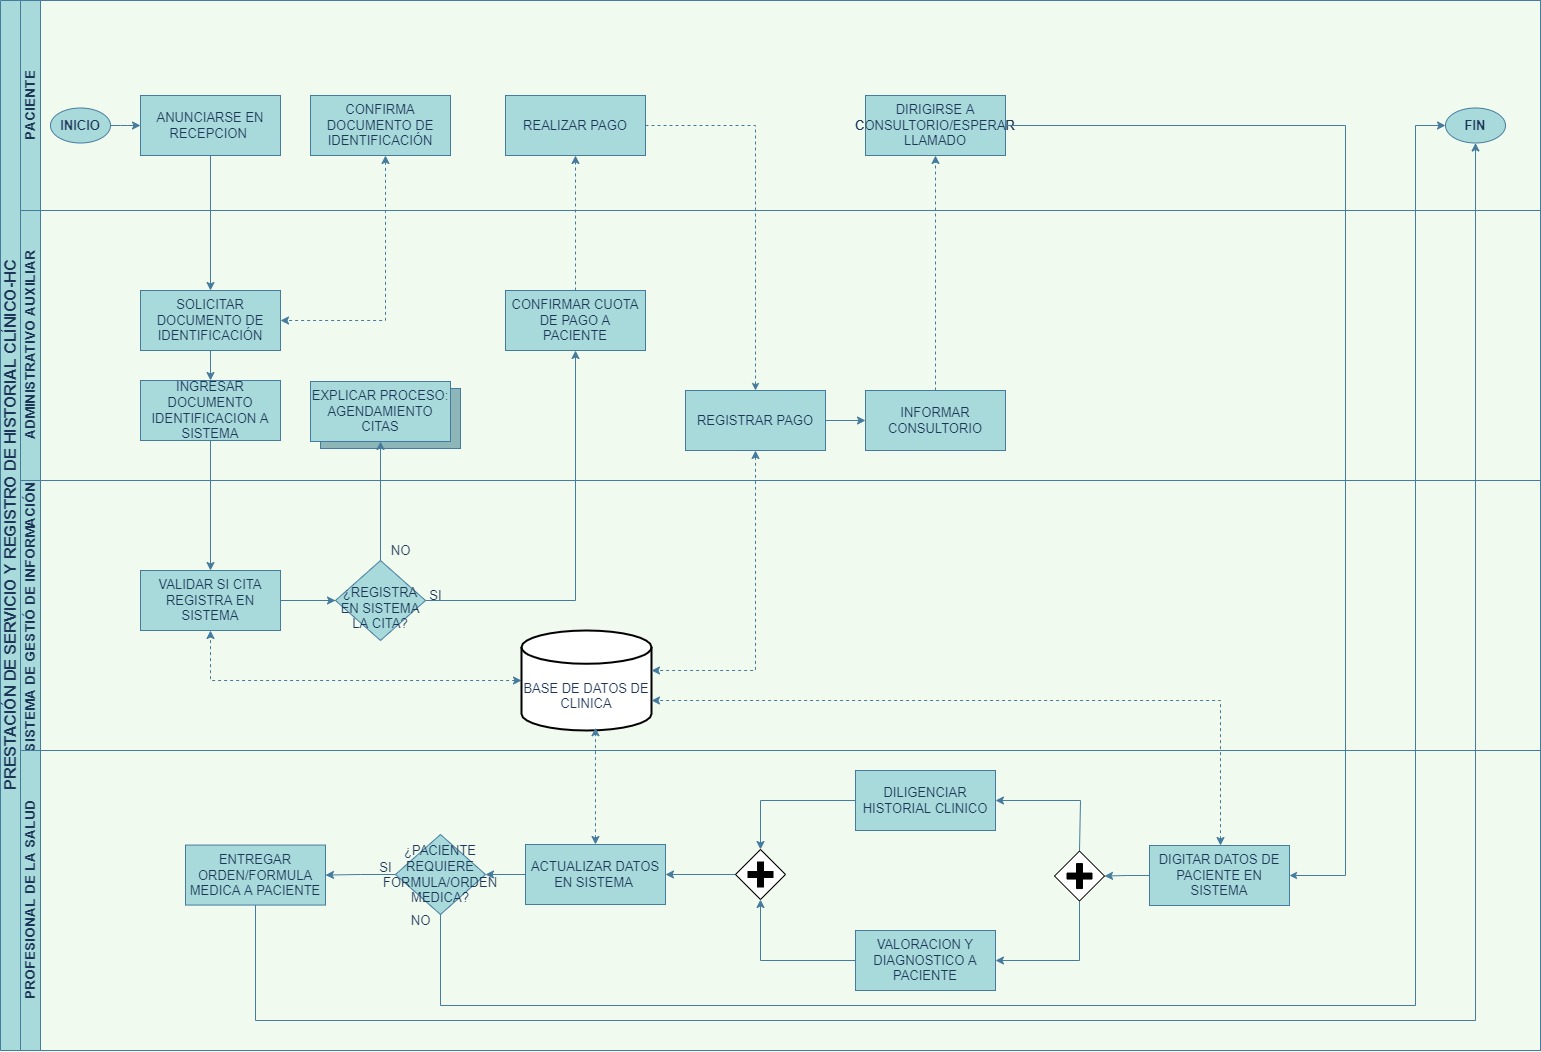 PRESTACIÓN DE SERVICIO Y REGISTRO DE HISTORIAL CLÍNICO-HC
PACIENTE
INICIO
ANUNCIARSE EN
RECEPCION
CONFIRMA
DOCUMENTO DE
IDENTIFICACIÓN
REALIZAR PAGO
DIRIGIRSE A
CONSULTORIO/ESPERAR
LLAMADO
FIN
ADMINISTRATIVO AUXILIAR
SOLICITAR
DOCUMENTO DE
IDENTIFICACIÓN
CONFIRMAR CUOTA
DE PAGO A
PACIENTE
INGRESAR
DOCUMENTO
IDENTIFICACION A
SISTEMA
EXPLICAR PROCESO:
AGENDAMIENTO
CITAS
REGISTRAR PAGO
INFORMAR
CONSULTORIO
SISTEMA DE GESTIÓ DE INFORMACIÓN
VALIDAR SI CITA
REGISTRA EN
SISTEMA
NO
¿REGISTRA
EN SISTEMA
LA CITA?
SI
BASE DE DATOS DE
CLINICA
PROFESIONAL DE LA SALUD
ENTREGAR
ORDEN/FORMULA
MEDICA A PACIENTE
SI
¿PACIENTE
REQUIERE
FORMULA/ORDEN
MEDICA?
NO
ACTUALIZAR DATOS
EN SISTEMA
DILIGENCIAR
HISTORIAL CLINICO
VALORACION Y
DIAGNOSTICO A
PACIENTE
DIGITAR DATOS DE
PACIENTE EN
SISTEMA